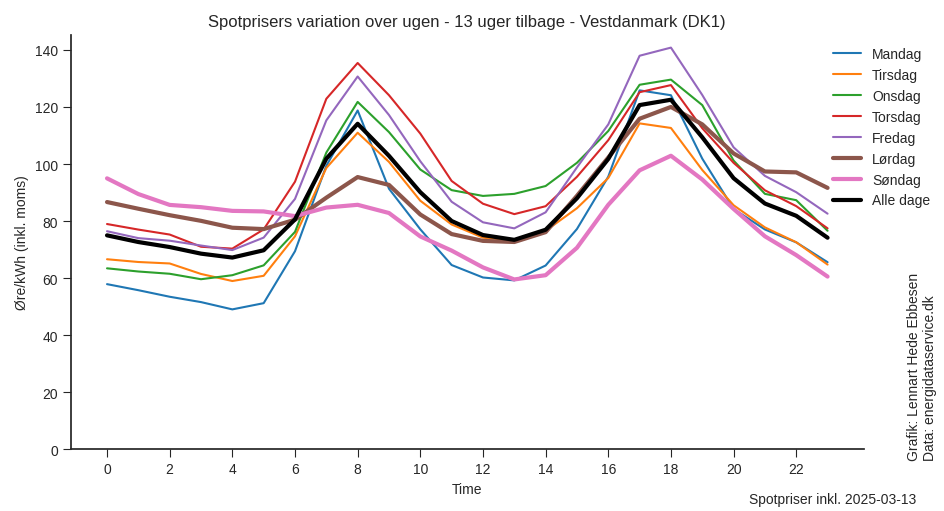 Spotprisers variation over ugen - 13 uger tilbage - Vestdanmark (DK1)
Øre/kWh (inkl. moms)
140
120
100
80
60
40
20
0
0 2 4 6 8 10 12 14 16 18 20 22
Time
Mandag
Tirsdag
Onsdag
Torsdag
Fredag
Lørdag
Søndag
Alle dage
Grafik: Lennart Hede Ebbesen
Data: energidataservice.dk
Spotpriser inkl. 2025-03-13